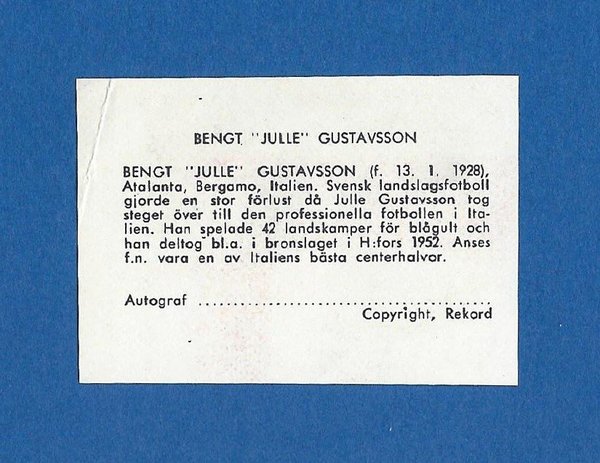 BENGT "JULLE" GUSTAVSSON
BENGT "JULLE" GUSTAVSSON (f. 13. 1. 1928),
Atalanta, Bergamo, Italien. Svensk landslagsfotboll
gjorde en stor förlust då Julle Gustavsson tog
steget över till den professionella fotbollen i Ita-
lien. Han spelade 42 landskamper för blågult och
han deltog bl.a. i bronslaget i H:fors 1952. Anses
f.n. vara en av Italiens bästa centerhalvor.
Autograf ........................................
Copyright, Rekord